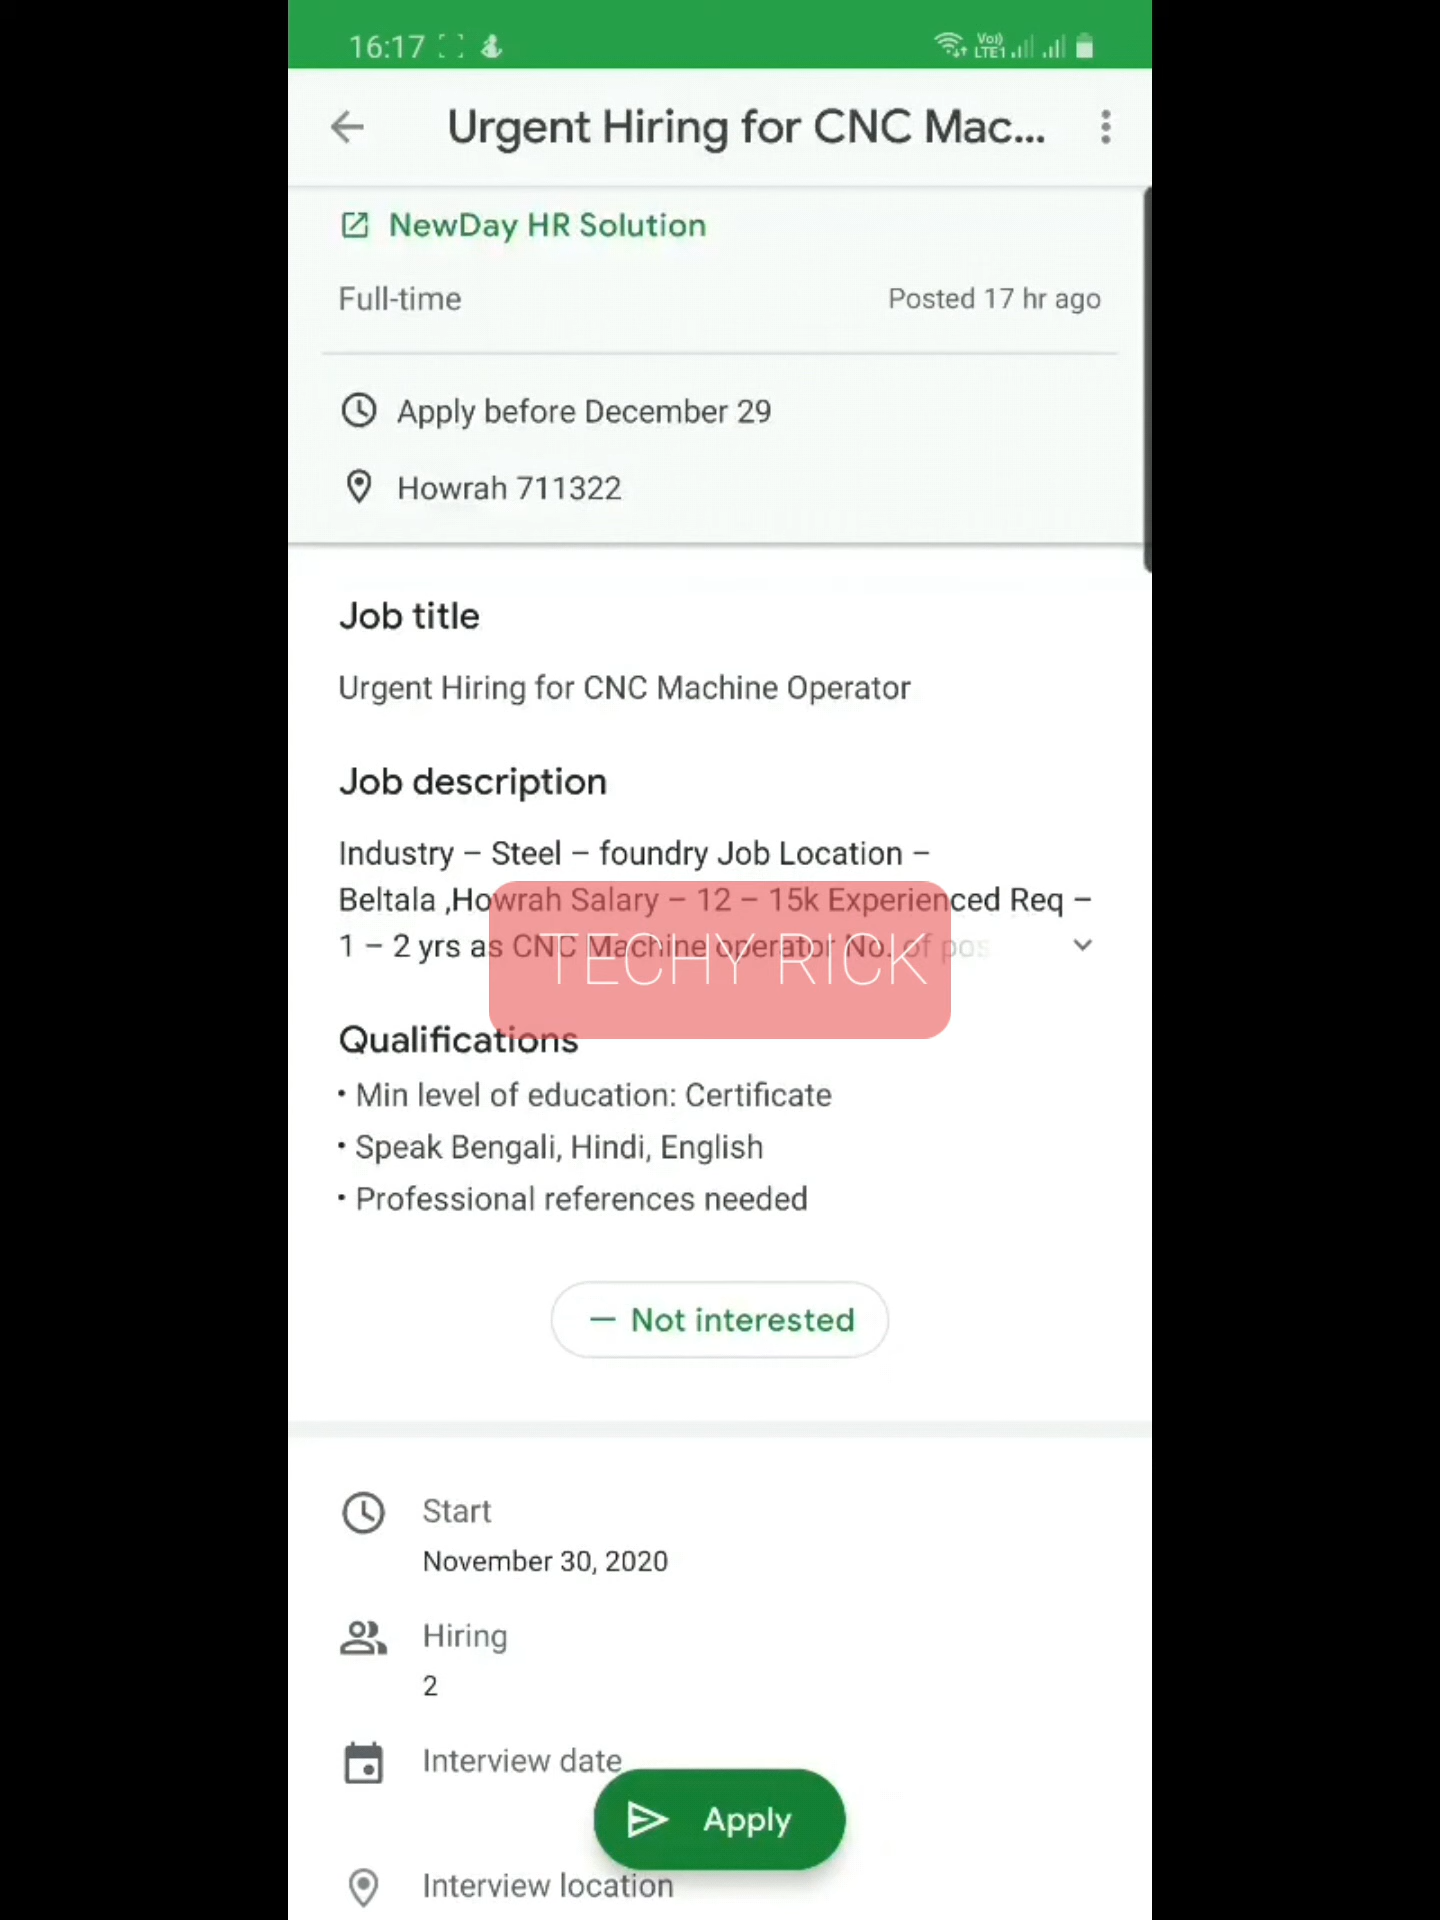 16:17
Vo) LTE1
Urgent Hiring for CNC Mac...
NewDay HR Solution
Full-time
Posted 17 hr ago
Apply before December 29
Howrah 711322
Job title
Urgent Hiring for CNC Machine Operator
Job description
Industry – Steel – foundry Job Location –
Beltala ,Howrah Salary – 12 – 15k Experienced Req –
1 – 2 yrs as CNC Machine operator No. of pos
TECHY RICK
Qualifications
• Min level of education: Certificate
• Speak Bengali, Hindi, English
• Professional references needed
– Not interested
Start
November 30, 2020
Hiring
2
Interview date
Apply
Interview location